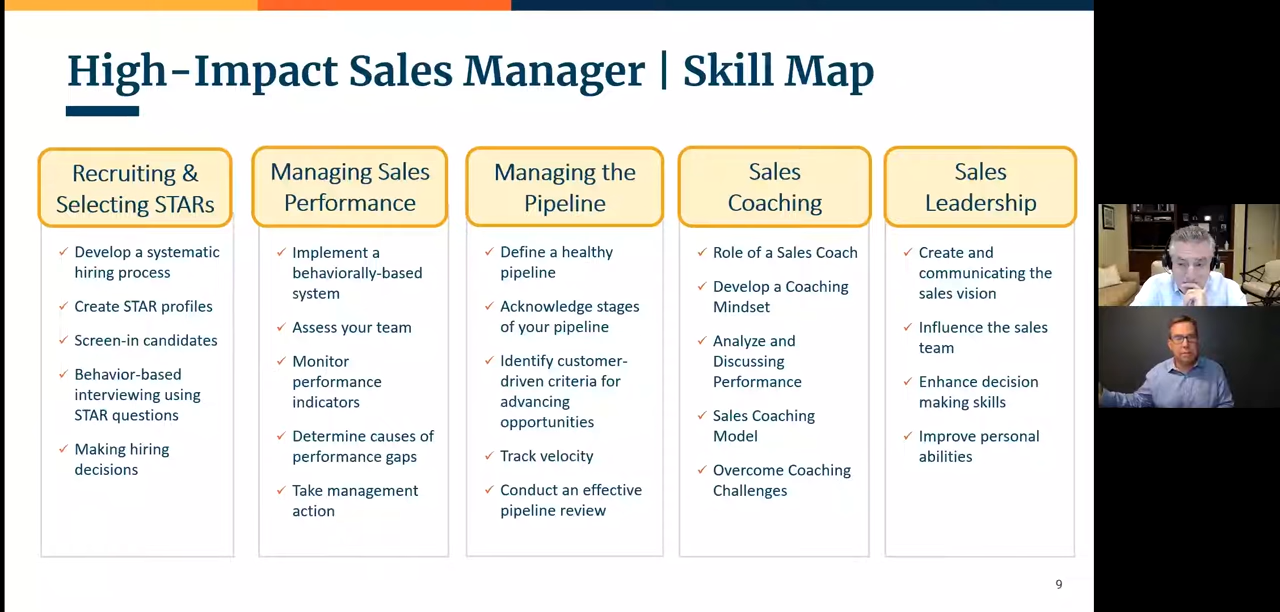 High-Impact Sales Manager | Skill Map
Recruiting &
Selecting STARs
Develop a systematic
hiring process
Create STAR profiles
Screen-in candidates
Behavior-based
interviewing using
STAR questions
Making hiring
decisions
Managing Sales
Performance
Implement a
behaviorally-based
system
Assess your team
Monitor
performance
indicators
Determine causes of
performance gaps
Take management
action
Managing the
Pipeline
Define a healthy
pipeline
Acknowledge stages
of your pipeline
Identify customer-
driven criteria for
advancing
opportunities
Track velocity
Conduct an effective
pipeline review
Sales
Coaching
Role of a Sales Coach
Develop a Coaching
Mindset
Analyze and
Discussing
Performance
Sales Coaching
Model
Overcome Coaching
Challenges
Sales
Leadership
Create and
communicating the
sales vision
Influence the sales
team
Enhance decision
making skills
Improve personal
abilities
9